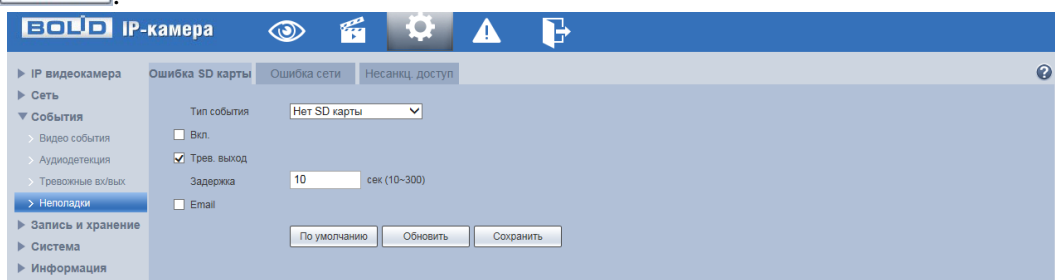 BOLID IP-камера
IP видеокамера
Сеть
События
Видео события
Аудиодетекция
Тревожные вх/вых
Неполадки
Запись и хранение
Система
Информация
Ошибка SD карты Ошибка сети Несанкц. доступ
Тип события Нет SD карты
Вкл.
Трев. выход
Задержка 10 сек (10~300)
Email
По умолчанию Обновить Сохранить